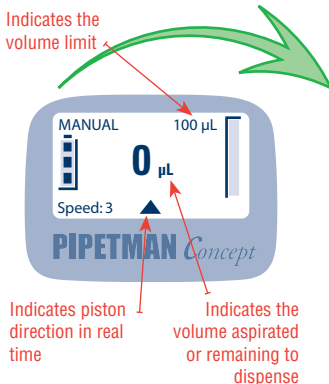 Indicates the
volume limit
MANUAL 100 µL
0 µL
Speed: 3
PIPETMAN Concept
Indicates piston
direction in real
time
Indicates the
volume aspirated
or remaining to
dispense